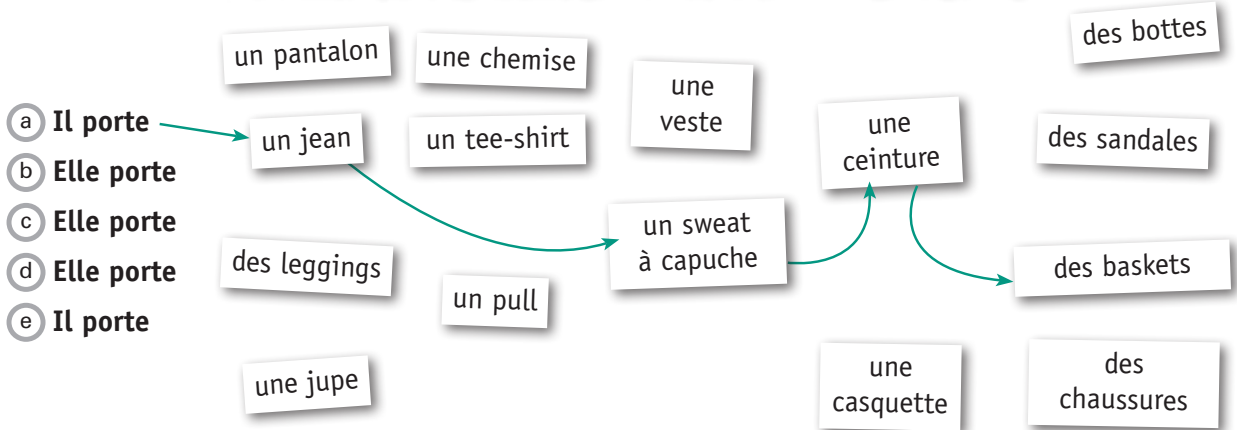 un pantalon
une chemise
une
veste
des bottes
a Il porte
un jean
un tee-shirt
une
ceinture
des sandales
b Elle porte
c Elle porte
un sweat
à capuche
d Elle porte
des leggings
un pull
des baskets
e Il porte
une jupe
une
casquette
des
chaussures